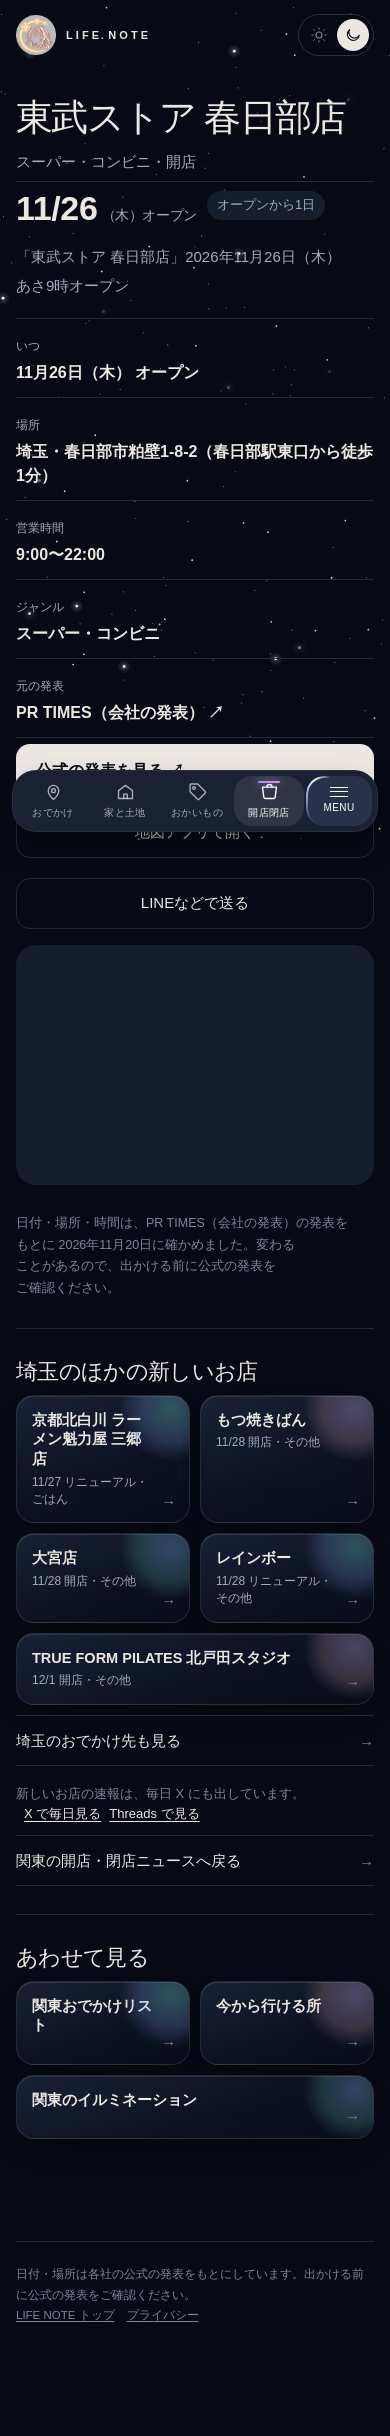 LIFE.NOTE
東武ストア 春日部店
スーパー・コンビニ・開店
11/26 （木）オープン オープンから1日
「東武ストア 春日部店」2026年11月26日（木）
あさ9時オープン
いつ
11月26日（木） オープン
場所
埼玉・春日部市粕壁1-8-2（春日部駅東口から徒歩
1分）
営業時間
9:00〜22:00
ジャンル
スーパー・コンビニ
元の発表
PR TIMES（会社の発表） ↗
公式の発表を見る ↗
おでかけ
家と土地
おかいもの
開店閉店
MENU
地図アプリで開く
LINEなどで送る
日付・場所・時間は、PR TIMES（会社の発表）の発表を
もとに 2026年11月20日に確かめました。変わる
ことがあるので、出かける前に公式の発表を
ご確認ください。
埼玉のほかの新しいお店
京都北白川 ラー
メン魁力屋 三郷
店
11/27 リニューアル・
ごはん
→
もつ焼きばん
11/28 開店・その他
→
大宮店
11/28 開店・その他
→
レインボー
11/28 リニューアル・
その他
→
TRUE FORM PILATES 北戸田スタジオ
12/1 開店・その他
→
埼玉のおでかけ先も見る →
新しいお店の速報は、毎日 X にも出しています。
X で毎日見る Threads で見る
関東の開店・閉店ニュースへ戻る →
あわせて見る
関東おでかけリス
ト
→
今から行ける所
→
関東のイルミネーション
→
日付・場所は各社の公式の発表をもとにしています。出かける前
に公式の発表をご確認ください。
LIFE NOTE トップ プライバシー